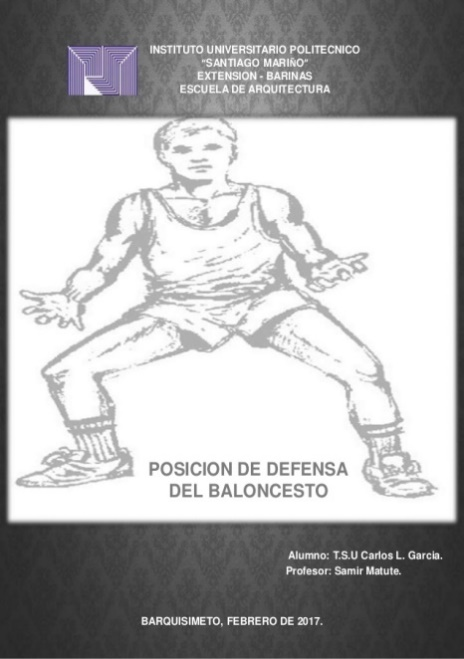 INSTITUTO UNIVERSITARIO POLITECNICO
"SANTIAGO MARIÑO"
EXTENSION - BARINAS
ESCUELA DE ARQUITECTURA
POSICION DE DEFENSA
DEL BALONCESTO
Alumno: T.S.U Carlos L. Garcia.
Profesor: Samir Matute.
BARQUISIMETO, FEBRERO DE 2017.